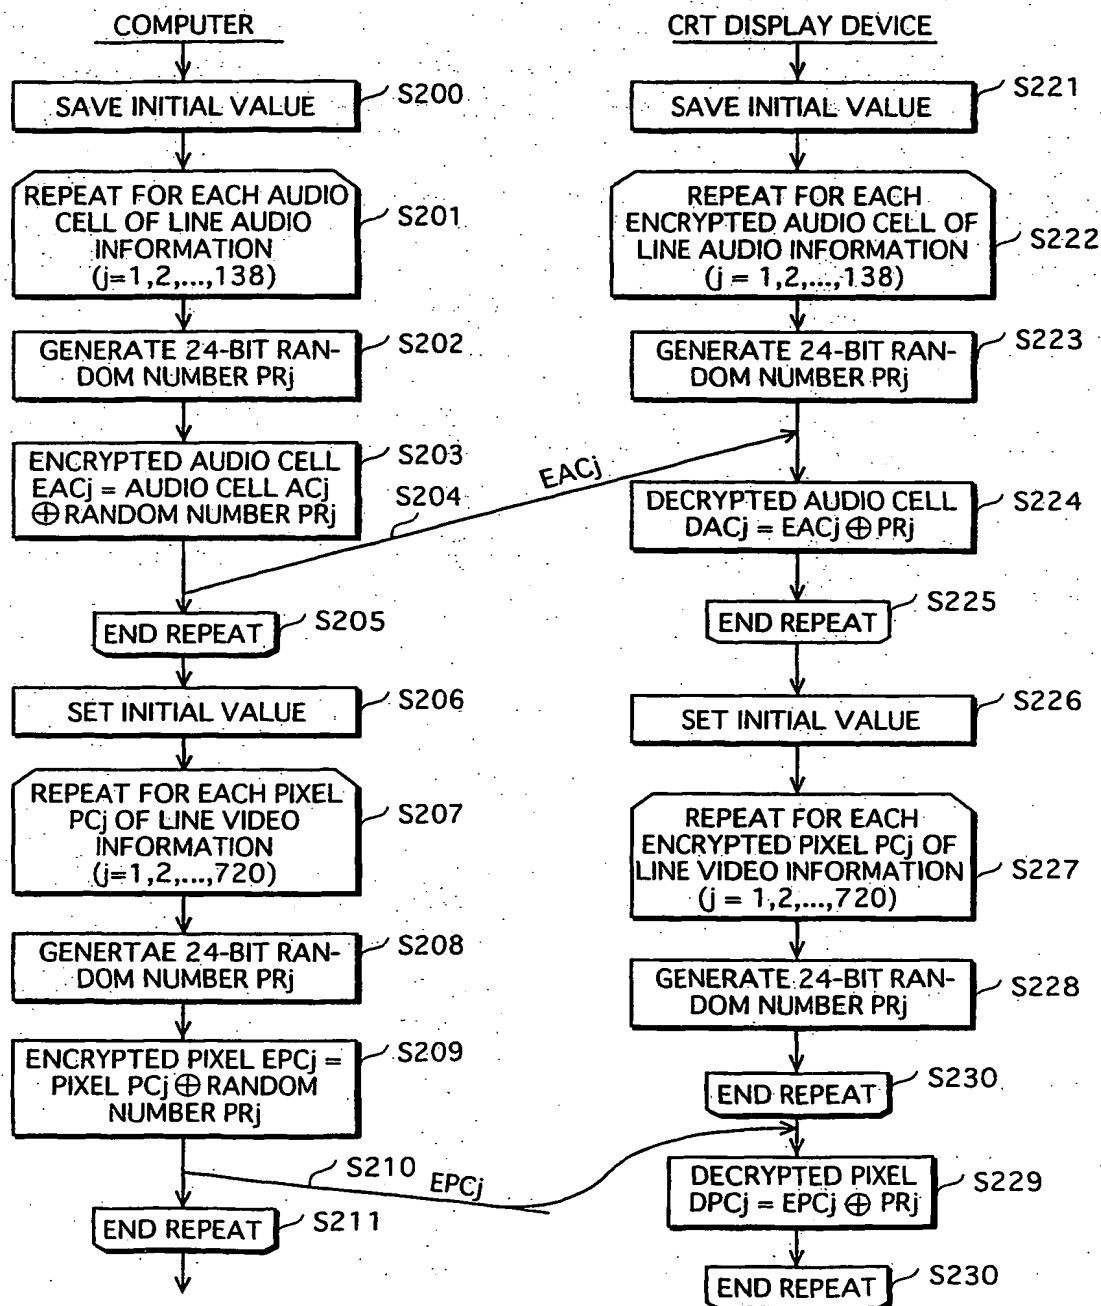 COMPUTER
SAVE INITIAL VALUE
S200
REPEAT FOR EACH AUDIO
CELL OF LINE AUDIO
INFORMATION
(j=1,2,...,138)
S201
GENERATE 24-BIT RAN-
DOM NUMBER PRj
S202
ENCRYPTED AUDIO CELL
EACj = AUDIO CELL ACj
⊕ RANDOM NUMBER PRj
S203
S204
EACj
END REPEAT
S205
SET INITIAL VALUE
S206
REPEAT FOR EACH PIXEL
PCj OF LINE VIDEO
INFORMATION
(j=1,2,...,720)
S207
GENERTAE 24-BIT RAN-
DOM NUMBER PRj
S208
ENCRYPTED PIXEL EPCj =
PIXEL PCj ⊕ RANDOM
NUMBER PRj
S209
S210
EPCj
END REPEAT
S211
CRT DISPLAY DEVICE
SAVE INITIAL VALUE
S221
REPEAT FOR EACH
ENCRYPTED AUDIO CELL OF
LINE AUDIO INFORMATION
(j = 1,2,...,138)
S222
GENERATE 24-BIT RAN-
DOM NUMBER PRj
S223
DECRYPTED AUDIO CELL
DACj = EACj ⊕ PRj
S224
END REPEAT
S225
SET INITIAL VALUE
S226
REPEAT FOR EACH
ENCRYPTED PIXEL PCj OF
LINE VIDEO INFORMATION
(j = 1,2,...,720)
S227
GENERATE 24-BIT RAN-
DOM NUMBER PRj
S228
END REPEAT
S230
DECRYPTED PIXEL
DPCj = EPCj ⊕ PRj
S229
END REPEAT
S230